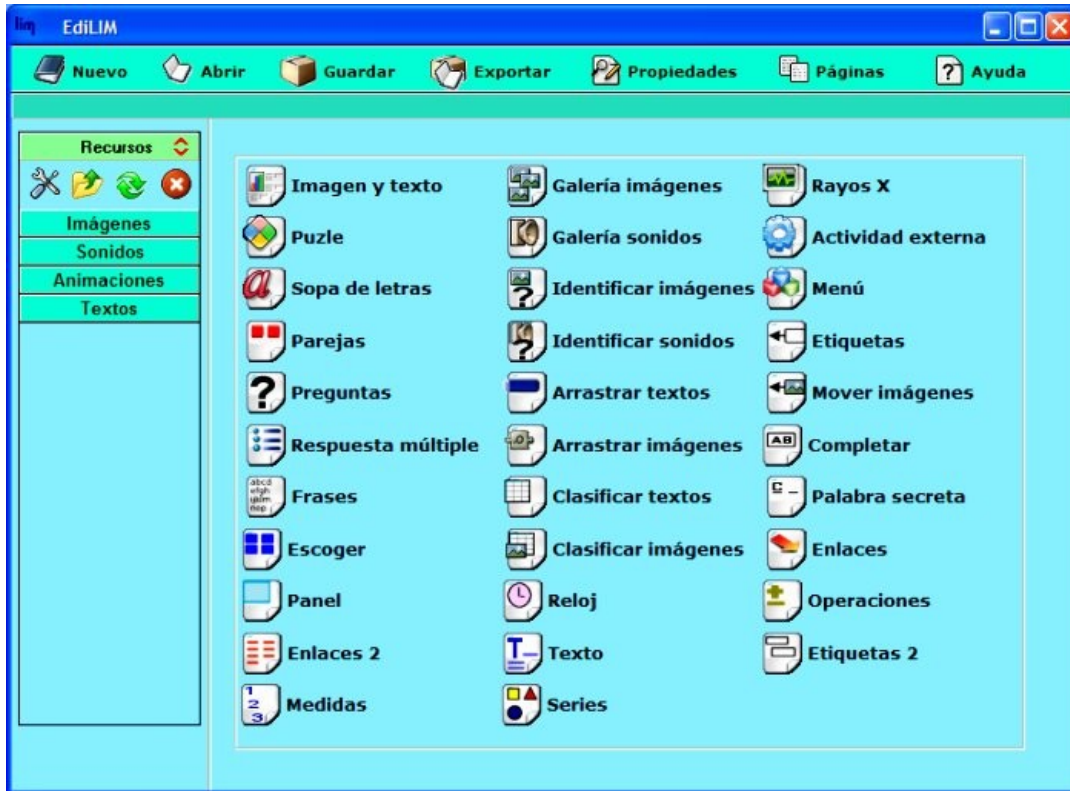 lim EdiLIM
Nuevo Abrir Guardar Exportar Propiedades Páginas Ayuda
Recursos
Imágenes
Sonidos
Animaciones
Textos
Imagen y texto Galería imágenes Rayos X
Puzle Galería sonidos Actividad externa
Sopa de letras Identificar imágenes Menú
Parejas Identificar sonidos Etiquetas
Preguntas Arrastrar textos Mover imágenes
Respuesta múltiple Arrastrar imágenes Completar
Frases Clasificar textos Palabra secreta
Escoger Clasificar imágenes Enlaces
Panel Reloj Operaciones
Enlaces 2 Texto Etiquetas 2
Medidas Series